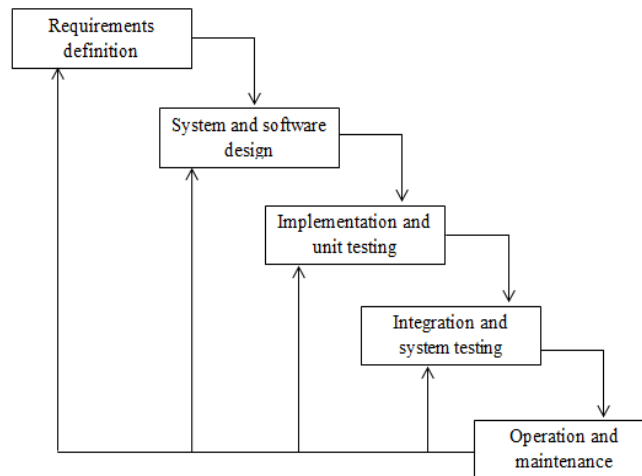 Requirements
definition
System and software
design
Implementation and
unit testing
Integration and
system testing
Operation and
maintenance